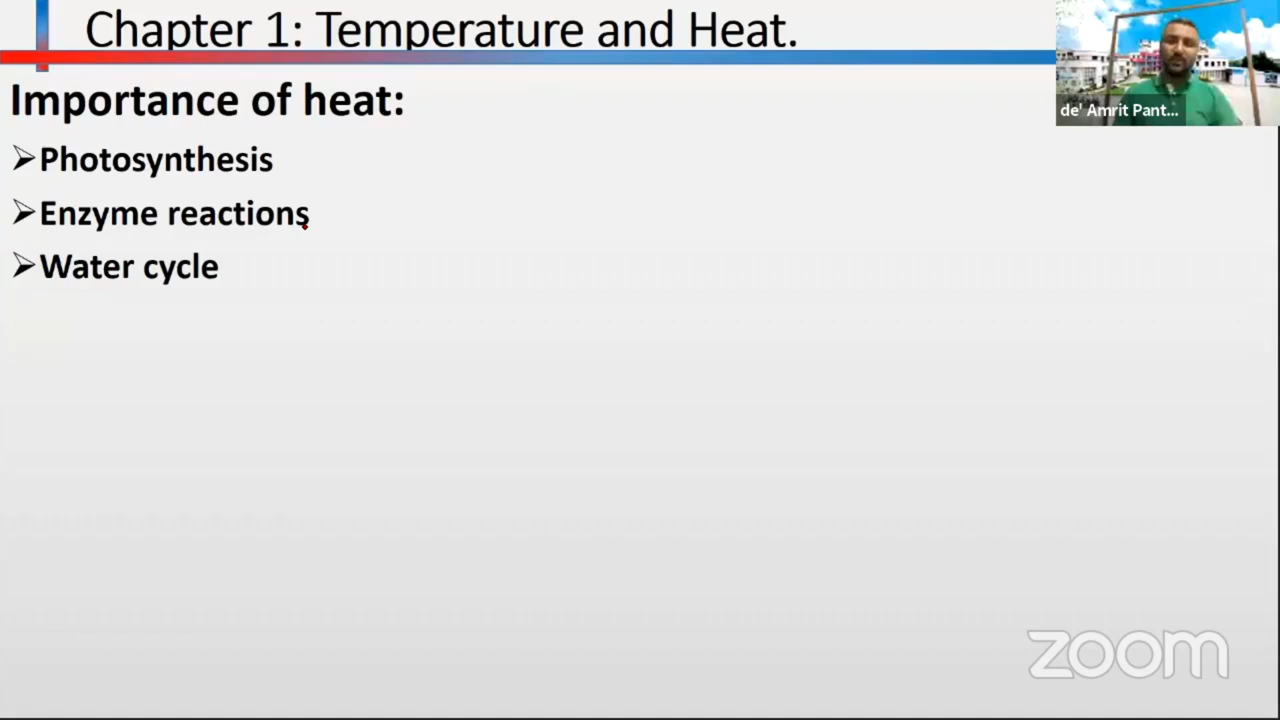 Chapter 1: Temperature and Heat.
de' Amrit Pant...
Importance of heat:
➢Photosynthesis
➢Enzyme reactions
➢Water cycle
zoom